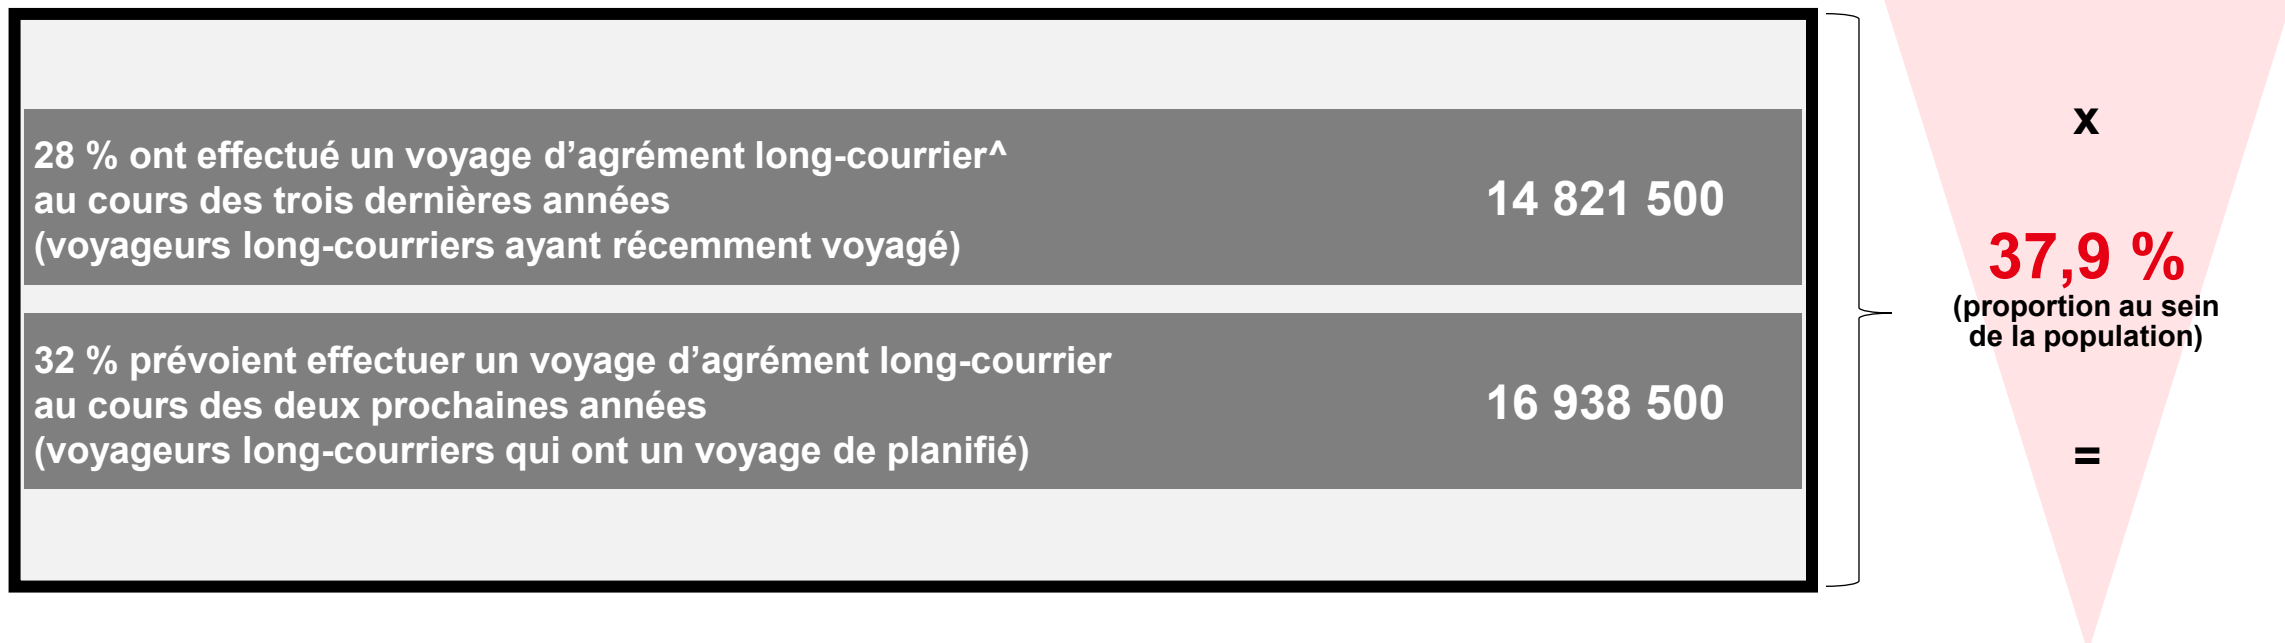 28 % ont effectué un voyage d’agrément long-courrier^
au cours des trois dernières années
(voyageurs long-courriers ayant récemment voyagé)
14 821 500
32 % prévoient effectuer un voyage d’agrément long-courrier
au cours des deux prochaines années
(voyageurs long-courriers qui ont un voyage de planifié)
16 938 500
x
37,9 %
(proportion au sein
de la population)
=